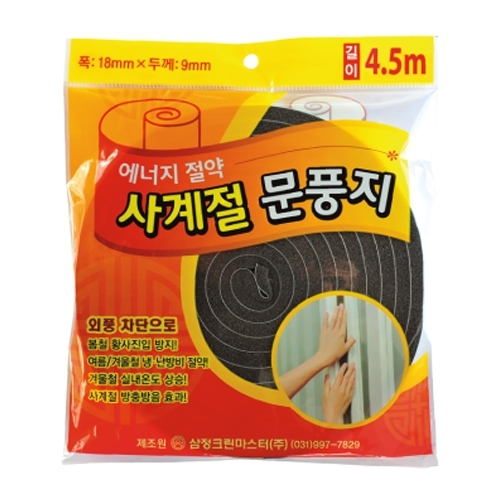 폭: 18mm×두께: 9mm
길이 4.5m
에너지 절약
사계절 문풍지*
외풍 차단으로
봄철 황사진입 방지!
여름/겨울철 냉 난방비 절약!
겨울철 실내온도 상승!
사계절 방충방음 효과!
제조원 삼정크린마스터(주) (031)997-7829